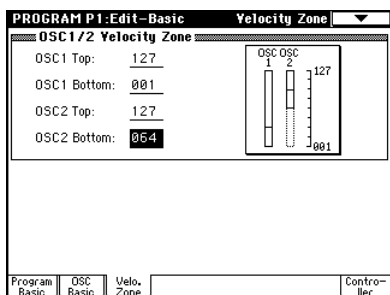 PROGRAM P1:Edit-Basic Velocity Zone
OSC1/2 Velocity Zone
OSC1 Top: 127
OSC1 Bottom: 001
OSC2 Top: 127
OSC2 Bottom: 064
OSC OSC
1 2
127
001
Program Basic
OSC Basic
Velo. Zone
Contro-ller